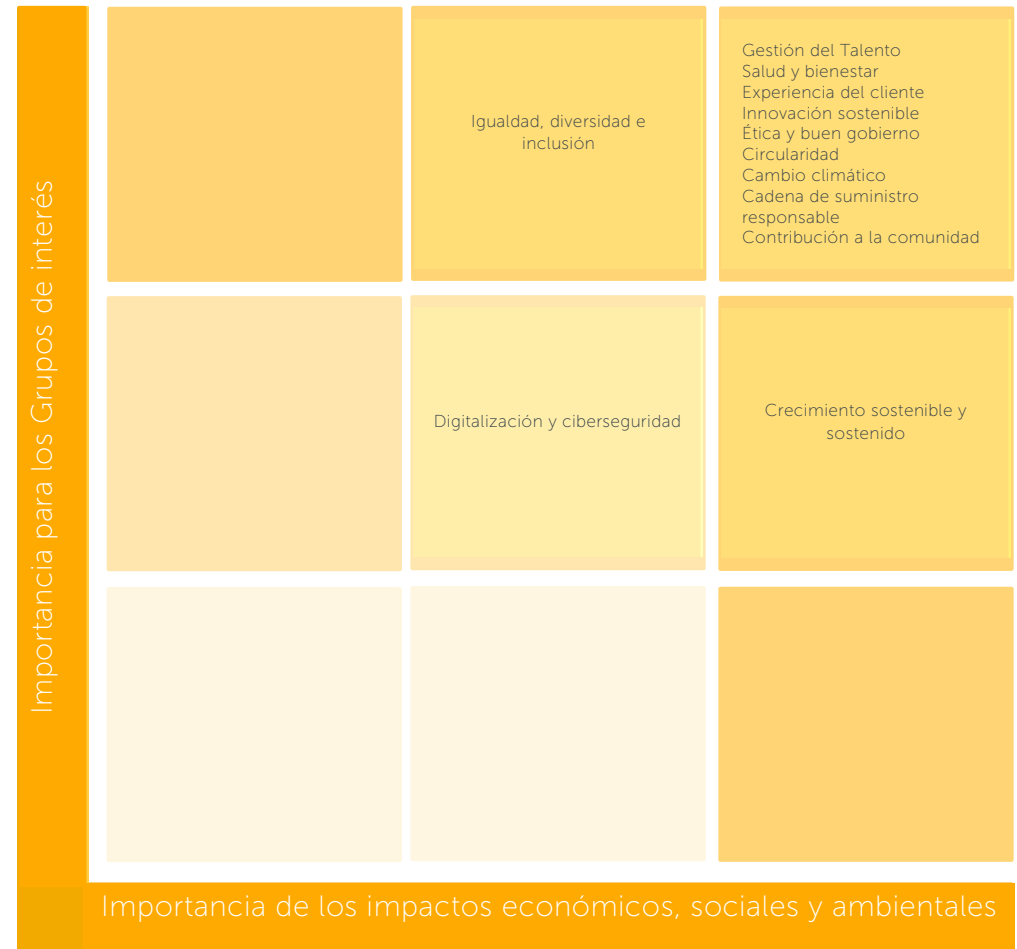 Importancia para los Grupos de interés
Igualdad, diversidad e
inclusión
Gestión del Talento
Salud y bienestar
Experiencia del cliente
Innovación sostenible
Ética y buen gobierno
Circularidad
Cambio climático
Cadena de suministro
responsable
Contribución a la comunidad
Digitalización y ciberseguridad
Crecimiento sostenible y
sostenido
Importancia de los impactos económicos, sociales y ambientales